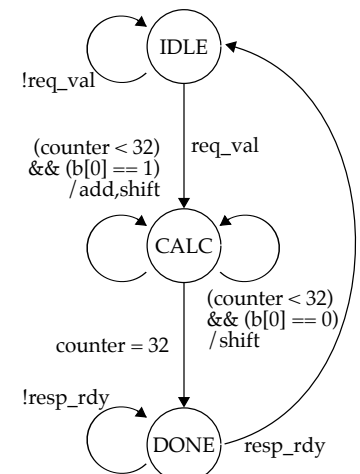 IDLE
!req_val
req_val
(counter < 32)
&& (b[0] == 1)
/add,shift
CALC
(counter < 32)
&& (b[0] == 0)
/shift
counter = 32
!resp_rdy
DONE
resp_rdy